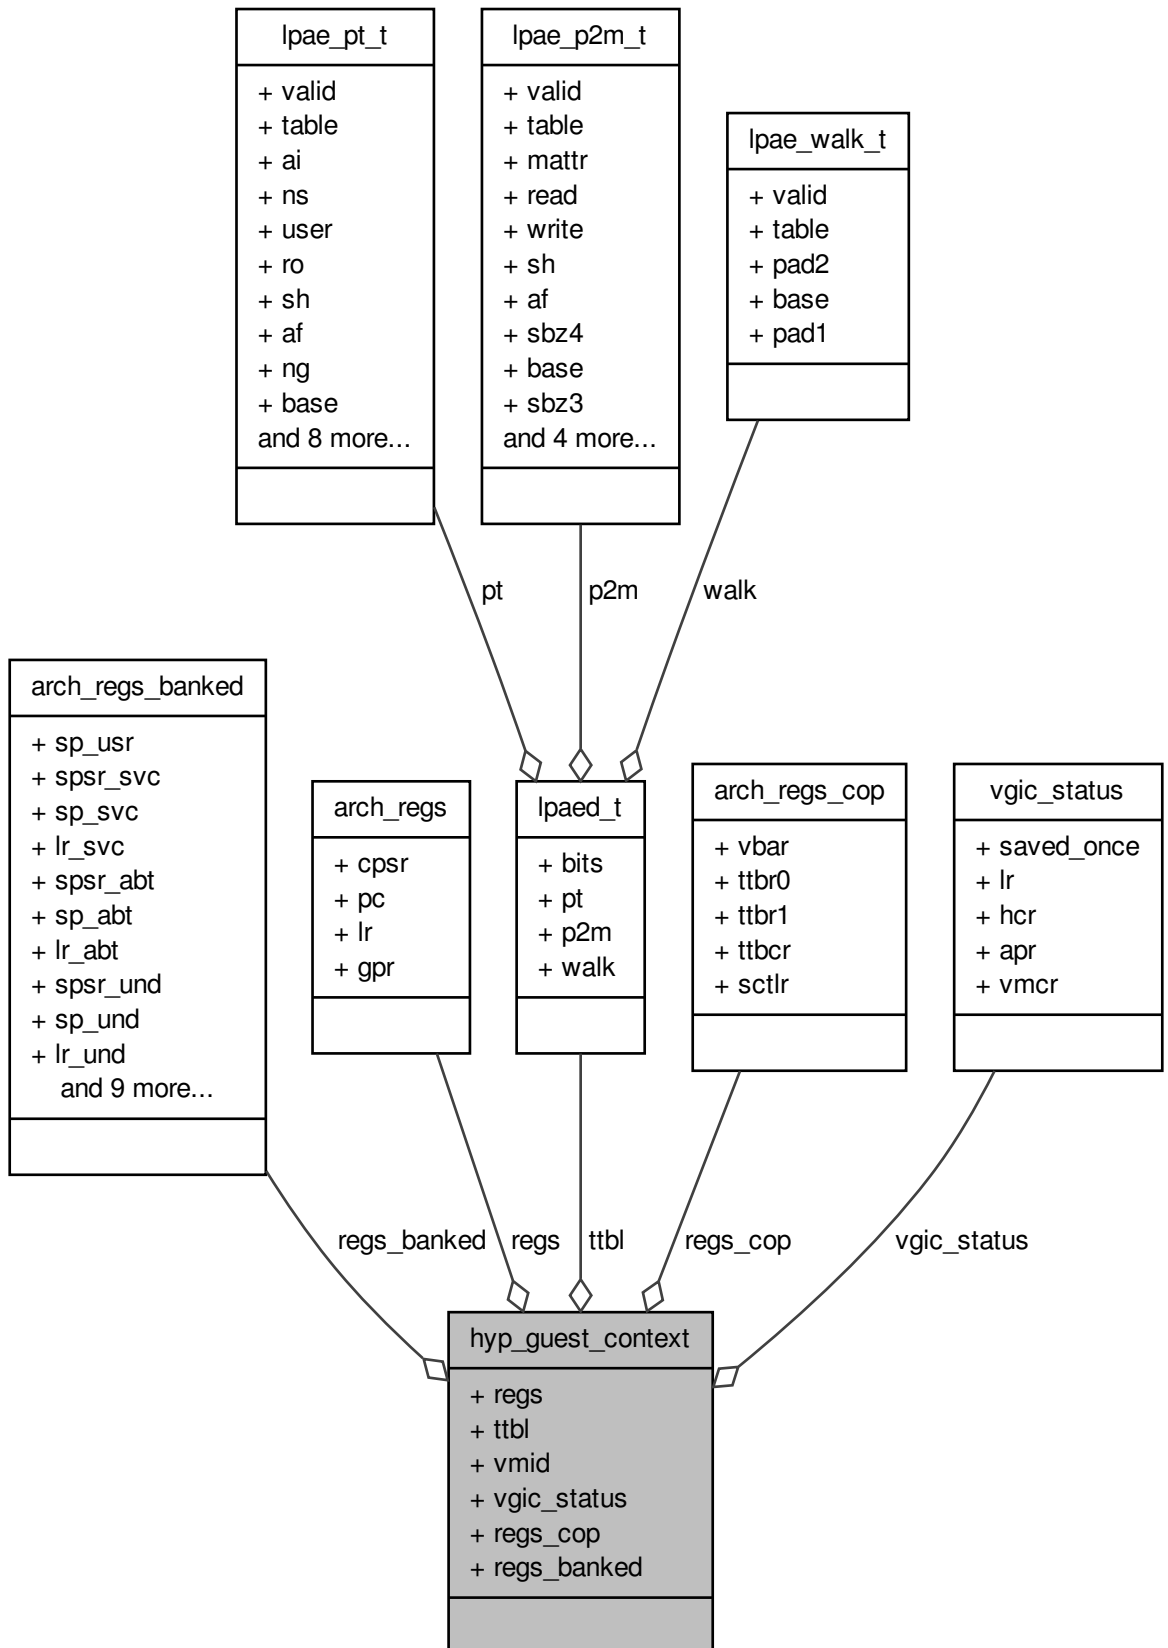 lpae_pt_t
+ valid
+ table
+ ai
+ ns
+ user
+ ro
+ sh
+ af
+ ng
+ base
and 8 more...
lpae_p2m_t
+ valid
+ table
+ mattr
+ read
+ write
+ sh
+ af
+ sbz4
+ base
+ sbz3
and 4 more...
lpae_walk_t
+ valid
+ table
+ pad2
+ base
+ pad1
pt
p2m
walk
arch_regs_banked
+ sp_usr
+ spsr_svc
+ sp_svc
+ lr_svc
+ spsr_abt
+ sp_abt
+ lr_abt
+ spsr_und
+ sp_und
+ lr_und
and 9 more...
arch_regs
+ cpsr
+ pc
+ lr
+ gpr
lpaed_t
+ bits
+ pt
+ p2m
+ walk
arch_regs_cop
+ vbar
+ ttbr0
+ ttbr1
+ ttbcr
+ sctlr
vgic_status
+ saved_once
+ lr
+ hcr
+ apr
+ vmcr
regs_banked
regs
ttbl
regs_cop
vgic_status
hyp_guest_context
+ regs
+ ttbl
+ vmid
+ vgic_status
+ regs_cop
+ regs_banked